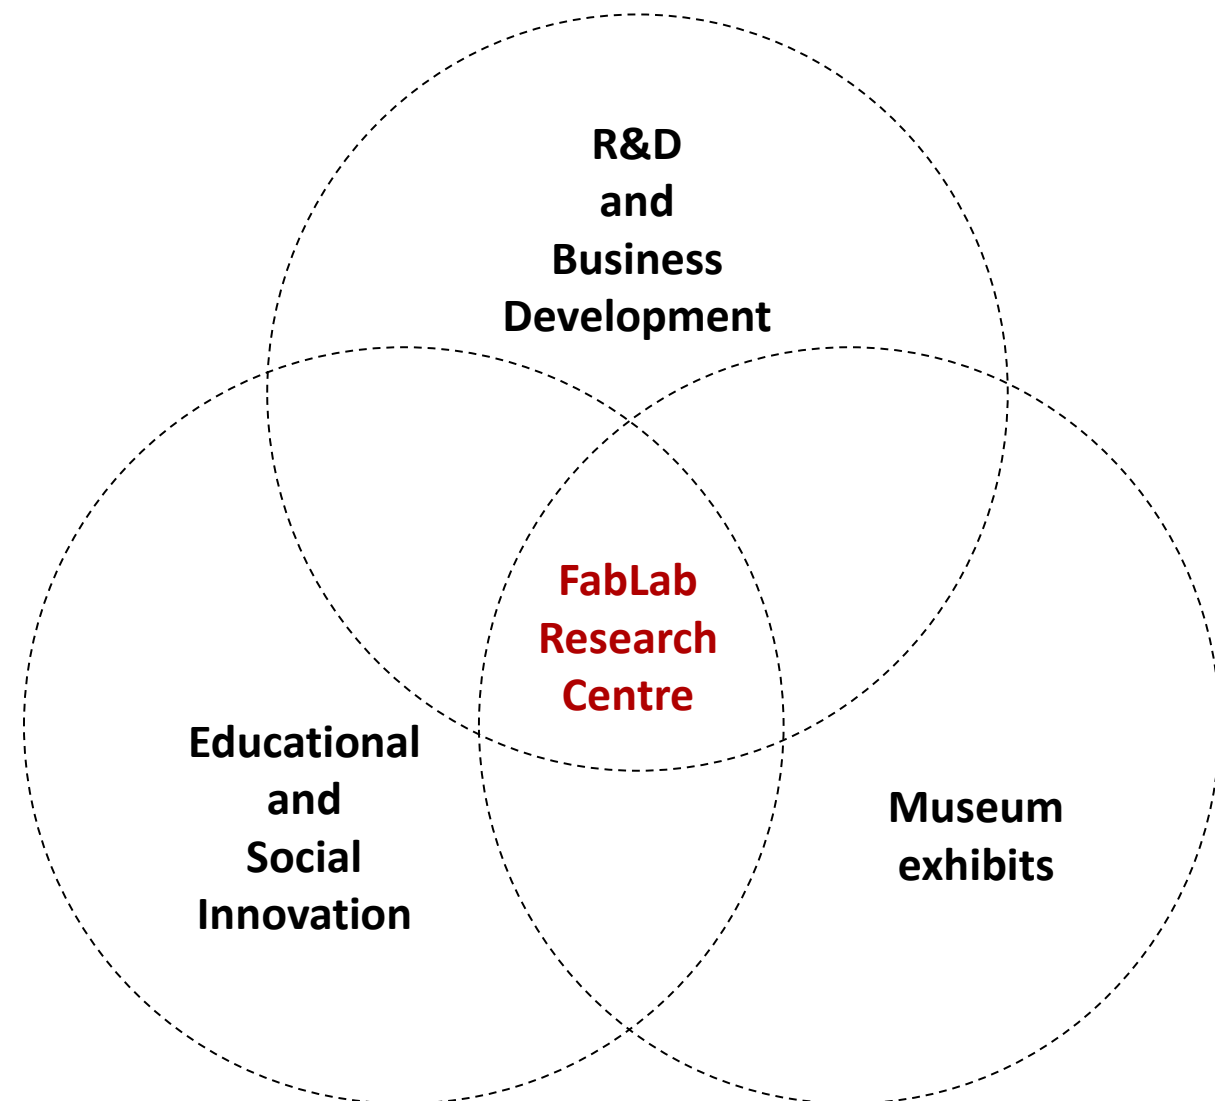 R&D
and
Business
Development
FabLab
Research
Centre
Educational
and
Social
Innovation
Museum
exhibits